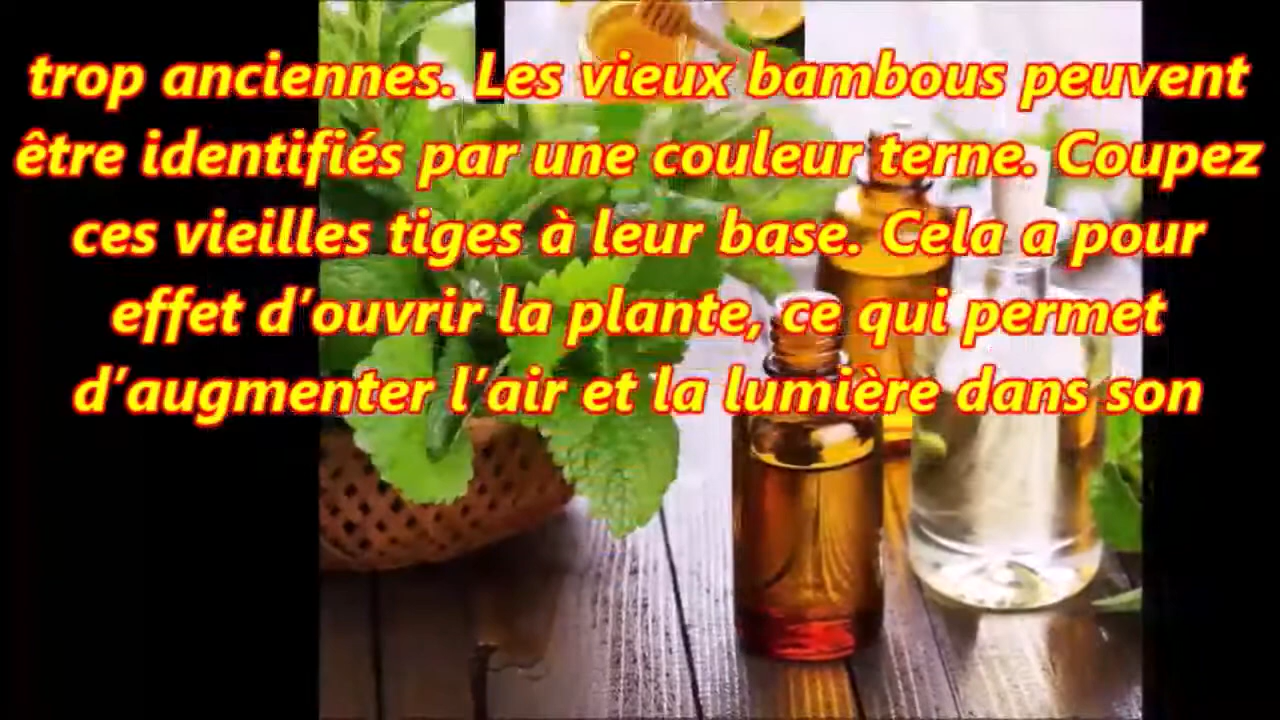 trop anciennes. Les vieux bambous peuvent
être identifiés par une couleur terne. Coupez
ces vieilles tiges à leur base. Cela a pour
effet d’ouvrir la plante, ce qui permet
d’augmenter l’air et la lumière dans son